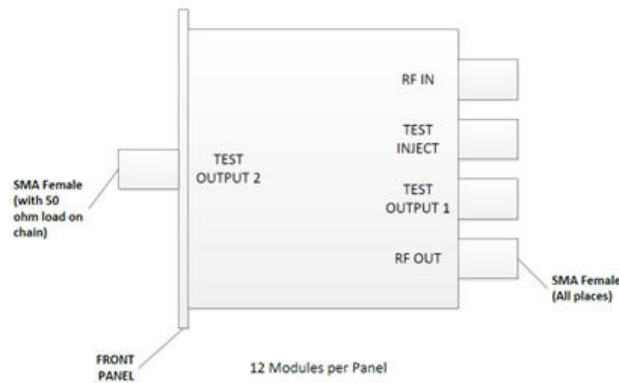 RF IN
TEST
INJECT
TEST
OUTPUT 2
TEST
OUTPUT 1
RF OUT
SMA Female
(with 50
ohm load on
chain)
SMA Female
(All places)
FRONT
PANEL
12 Modules per Panel